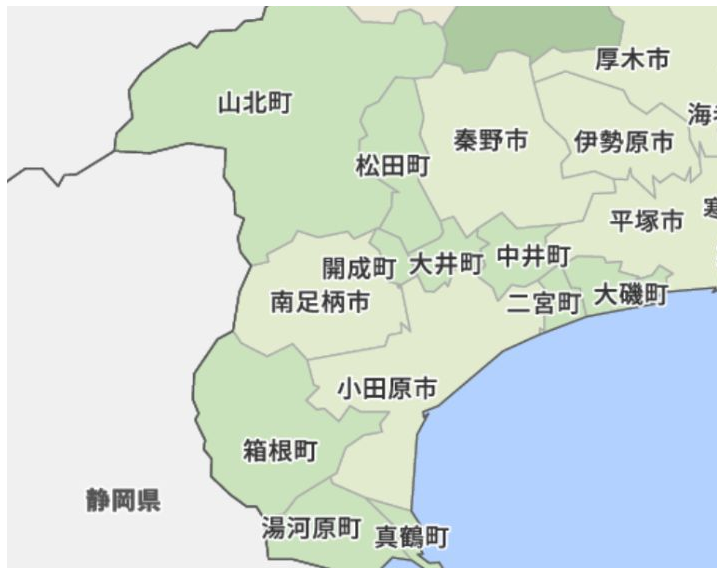 厚木市
山北町
秦野市
伊勢原市
松田町
平塚市
開成町
大井町
中井町
南足柄市
二宮町
大磯町
小田原市
箱根町
静岡県
湯河原町
真鶴町